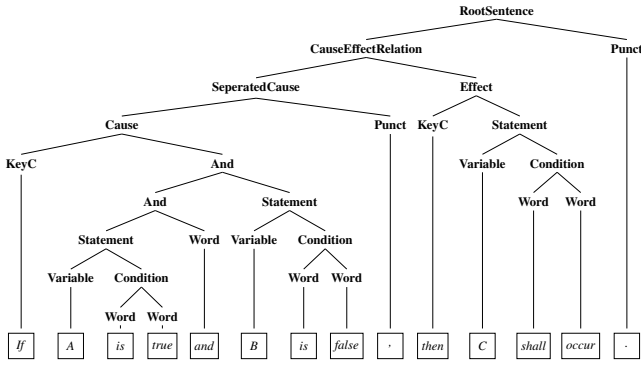 RootSentence
CauseEffectRelation Punct
SeperatedCause Effect
Cause Punct KeyC Statement
KeyC And Variable Condition
And Statement Word Word
Statement Word Variable Condition
Variable Condition Word Word
Word Word
If A is true and B is false , then C shall occur .